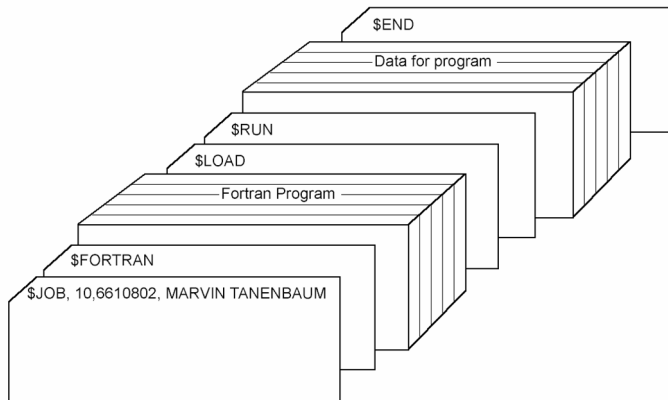 $END
Data for program
$RUN
$LOAD
Fortran Program
$FORTRAN
$JOB, 10,6610802, MARVIN TANENBAUM